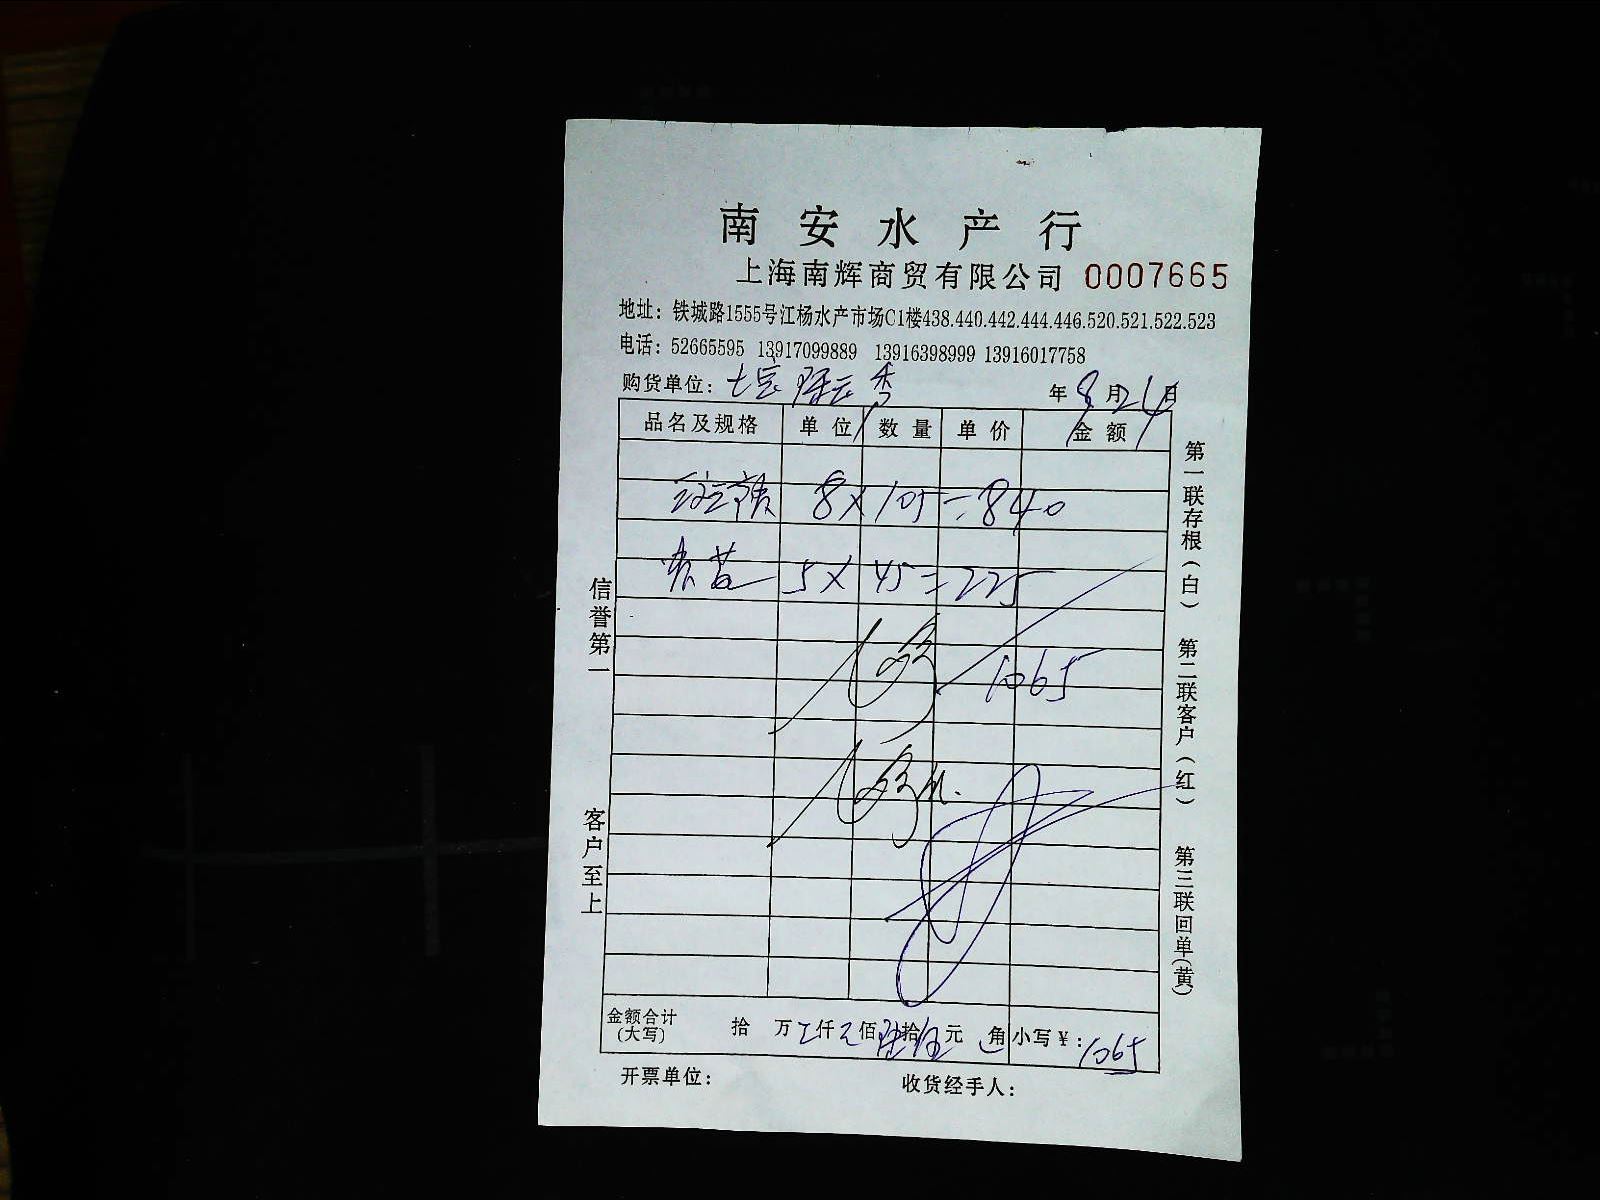 南安水产行
上海南辉商贸有限公司 0007665
地址：铁城路1555号江杨水产市场C1楼438.440.442.444.446.520.521.522.523
电话：52665595 13917099889 13916398999 13916017758
购货单位：
年 8月 日
品名及规格 单位 数量 单价 金额
8×105=840
5×45=225
1065
金额合计(大写) 拾 万 仟 佰陆拾伍元 角 小写¥：1065
开票单位： 收货经手人：
信誉第一
客户至上
第一联存根(白)
第二联客户(红)
第三联回单(黄)